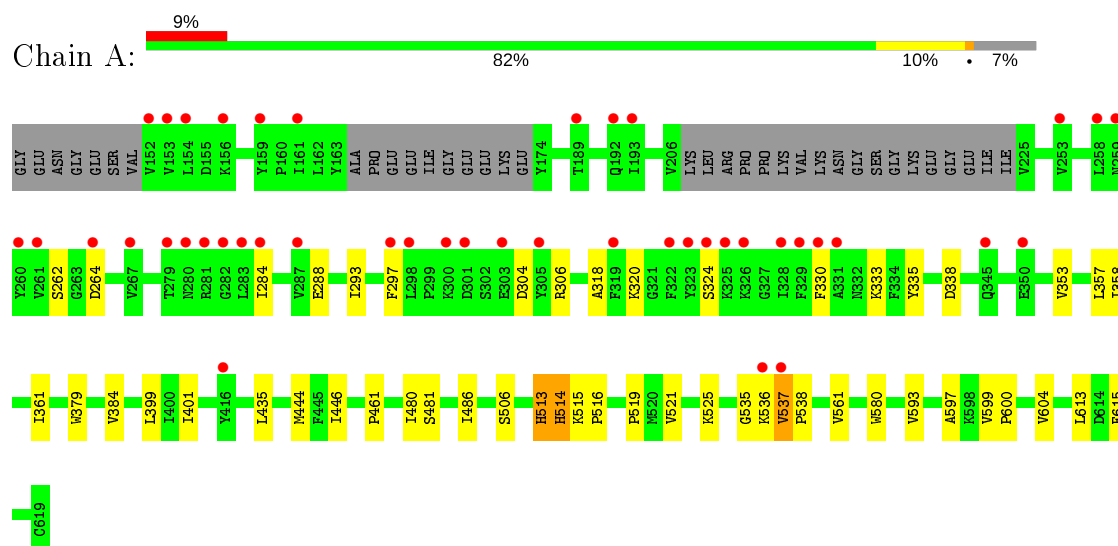 9%
Chain A:
82% 10% • 7%
GLY GLU ASN GLY GLU SER VAL V152 V153 L154 D155 K156 Y159 P160 I161 L162 Y163 ALA PRO GLU GLU ILE GLY GLU GLU LYS GLU Y174 T189 Q192 I193 V206 LYS LEU ARG PRO PRO LYS VAL LYS ASN GLY SER GLY LYS GLU GLY GLU ILE ILE V225 V253 L258 N259
Y260 V261 S262 G263 D264 V267 T279 N280 R281 G282 L283 I284 V287 E288 I293 F297 L298 P299 K300 D301 S302 E303 D304 Y305 R306 A318 F319 K320 G321 F322 Y323 S324 K325 K326 G327 I328 F329 F330 A331 N332 K333 F334 Y335 D338 Q345 E350 V353 L357 I358
I361 W379 V384 L399 I400 I401 Y416 L435 M444 F445 I446 P461 I480 S481 I486 S506 H513 H514 K515 P516 P519 M520 V521 K525 G535 K536 V537 P538 V561 W580 V593 A597 K598 V599 P600 V604 L613 D614 E615
C619